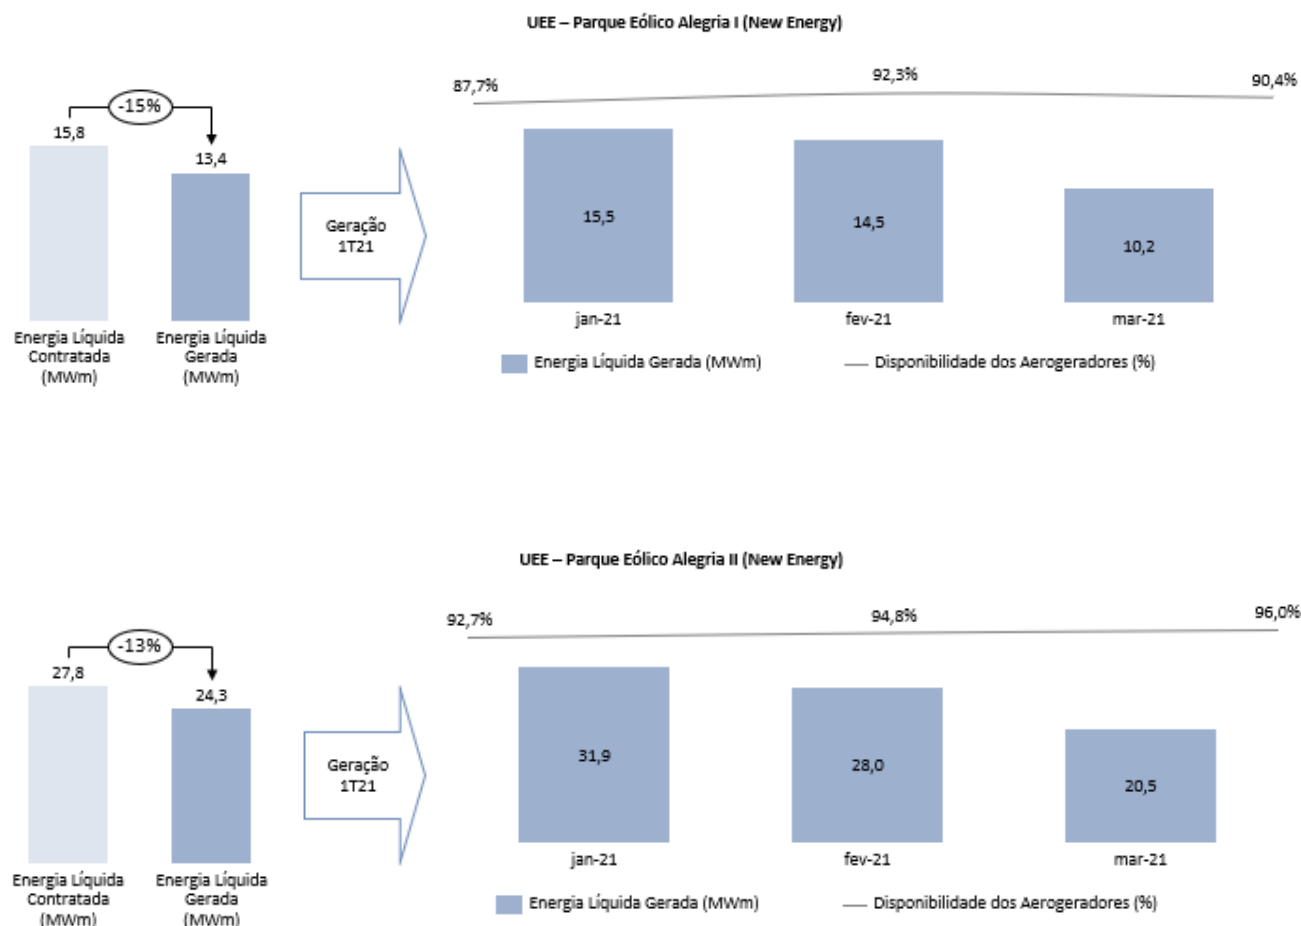 UEE – Parque Eólico Alegria I (New Energy)
87,7%
92,3%
90,4%
-15%
15,8
13,4
Geração
1T21
15,5
14,5
10,2
jan-21
fev-21
mar-21
Energia Líquida
Contratada
(MWm)
Energia Líquida
Gerada
(MWm)
Energia Líquida Gerada (MWm)
Disponibilidade dos Aerogeradores (%)
UEE – Parque Eólico Alegria II (New Energy)
92,7%
94,8%
96,0%
-13%
27,8
24,3
Geração
1T21
31,9
28,0
20,5
jan-21
fev-21
mar-21
Energia Líquida
Contratada
(MWm)
Energia Líquida
Gerada
(MWm)
Energia Líquida Gerada (MWm)
Disponibilidade dos Aerogeradores (%)